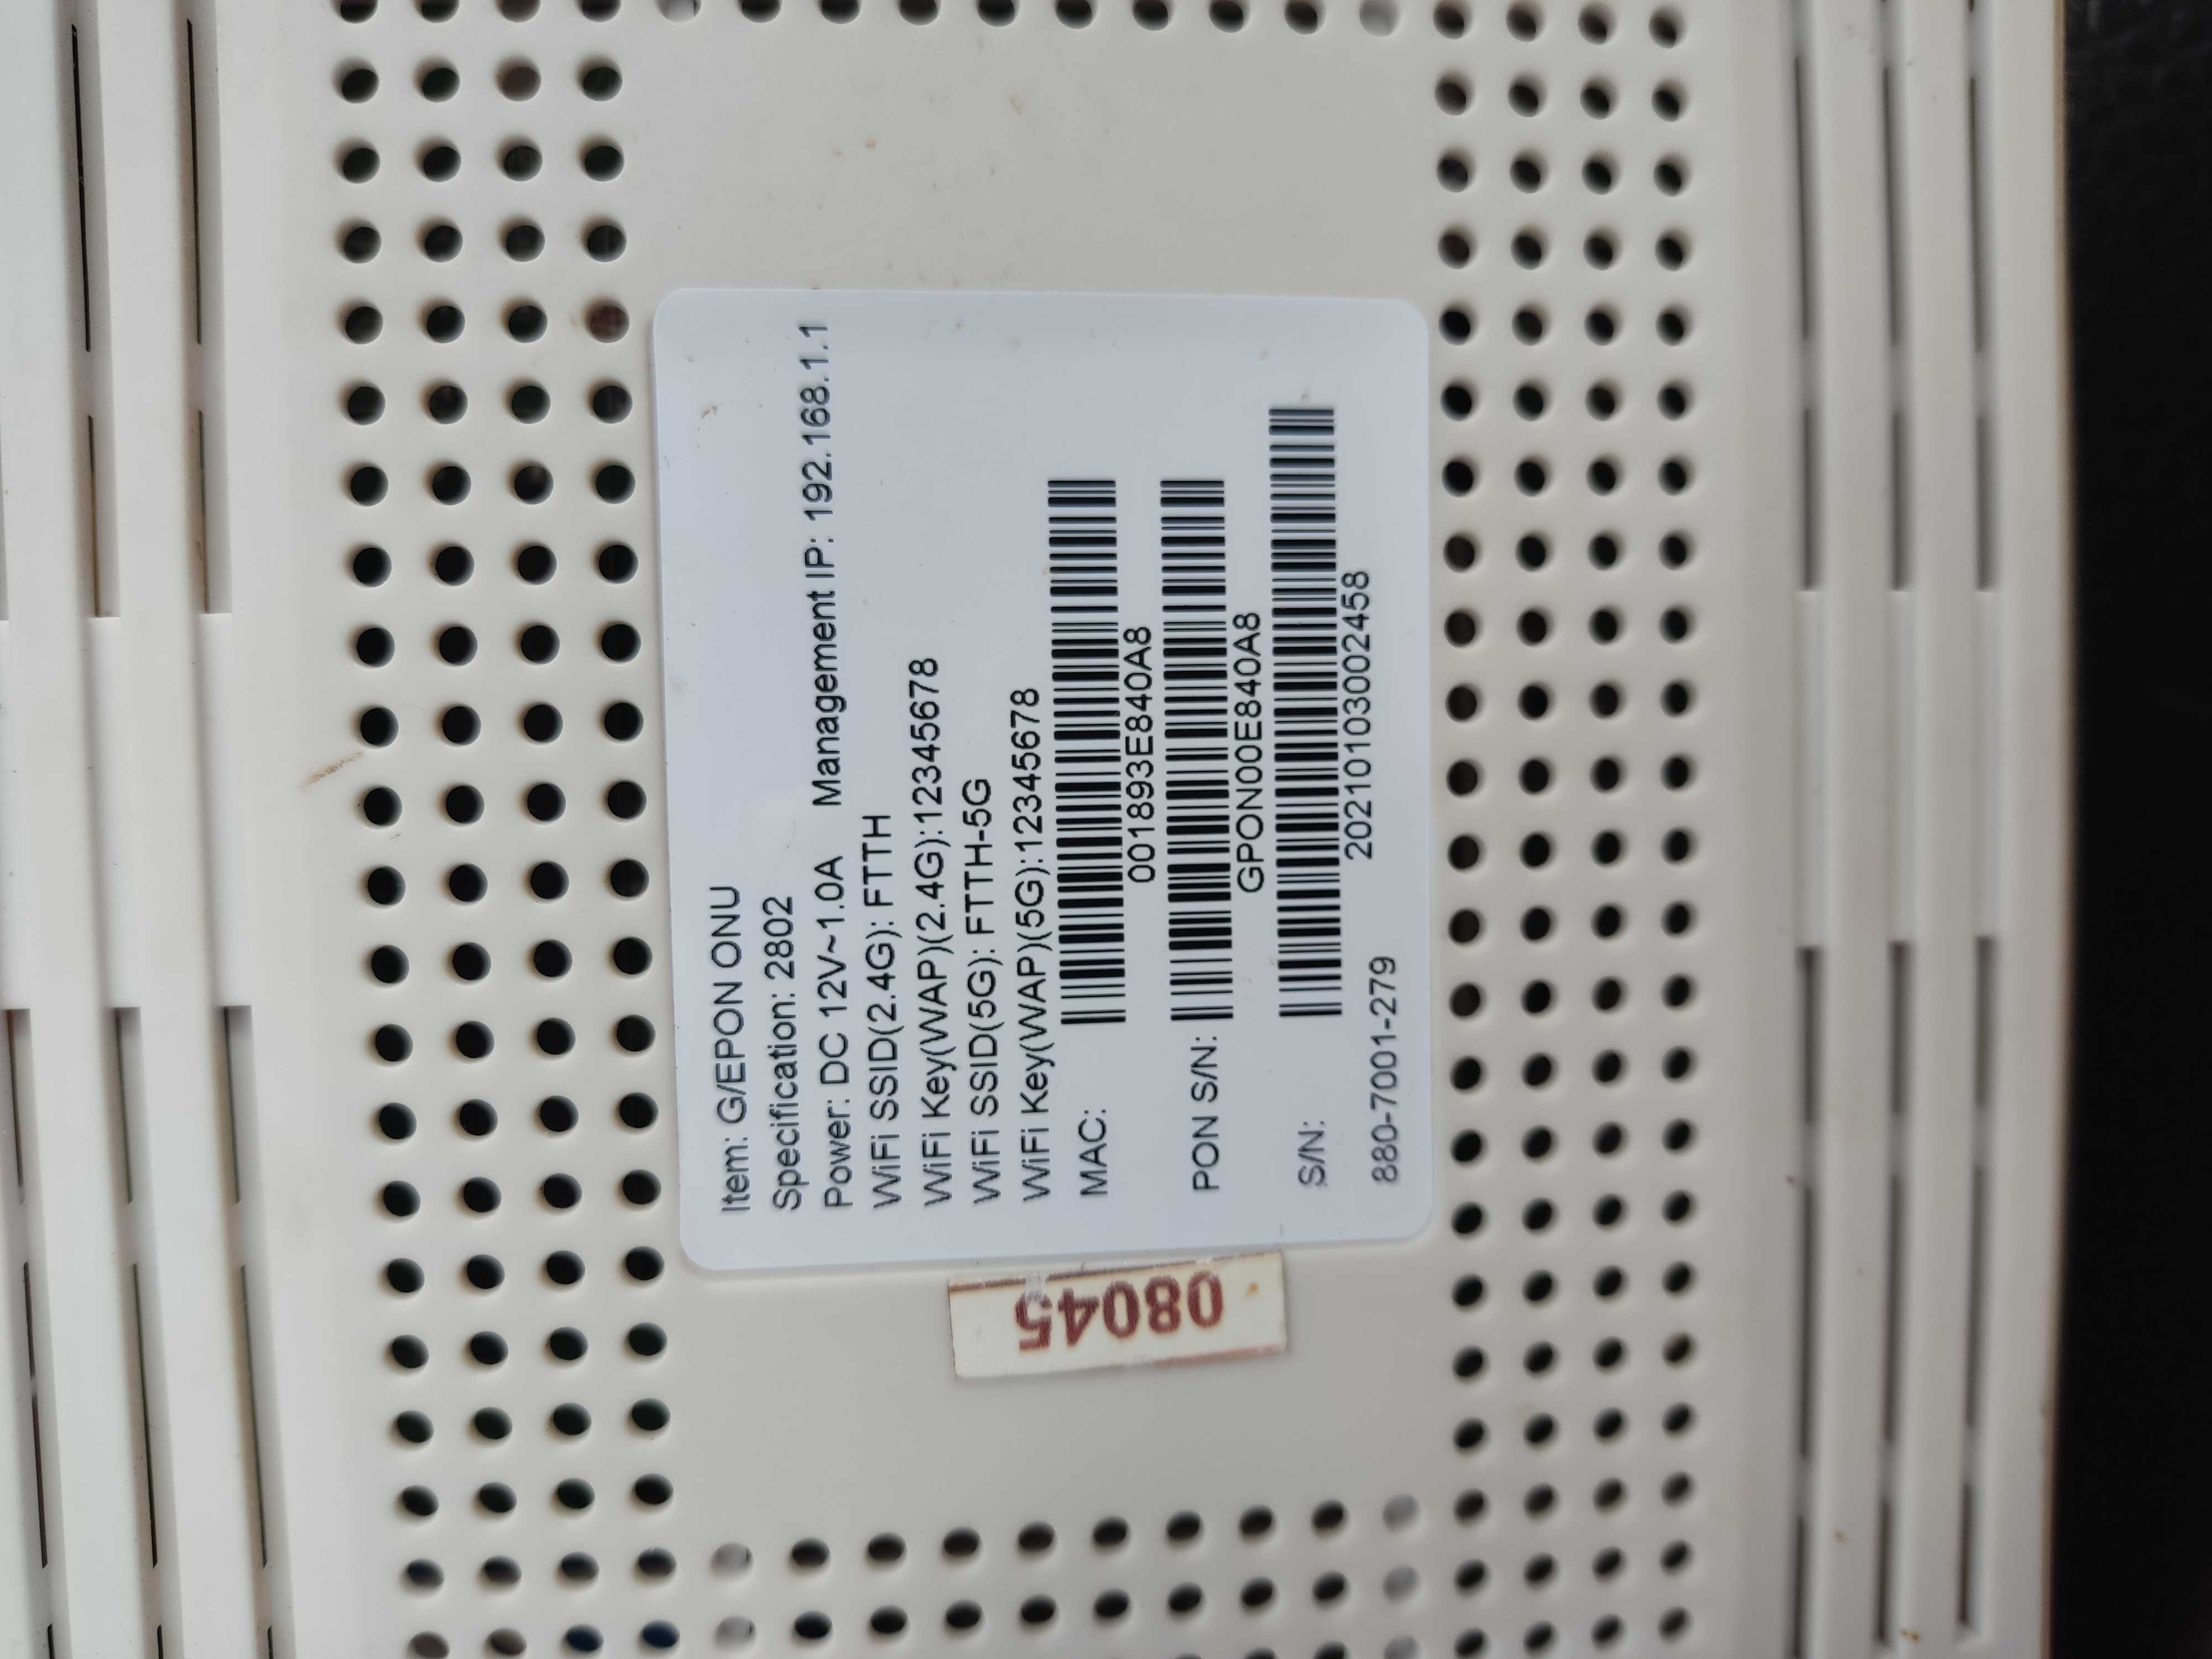 Item: G/EPON ONU
Specification: 2802
Power: DC 12V~1.0A Management IP: 192.168.1.1
WiFi SSID(2.4G): FTTH
WiFi Key(WAP)(2.4G):12345678
WiFi SSID(5G): FTTH-5G
WiFi Key(WAP)(5G):12345678
MAC:
001893E840A8
PON S/N:
GPON00E840A8
S/N:
20210103002458
880-7001-279
08045